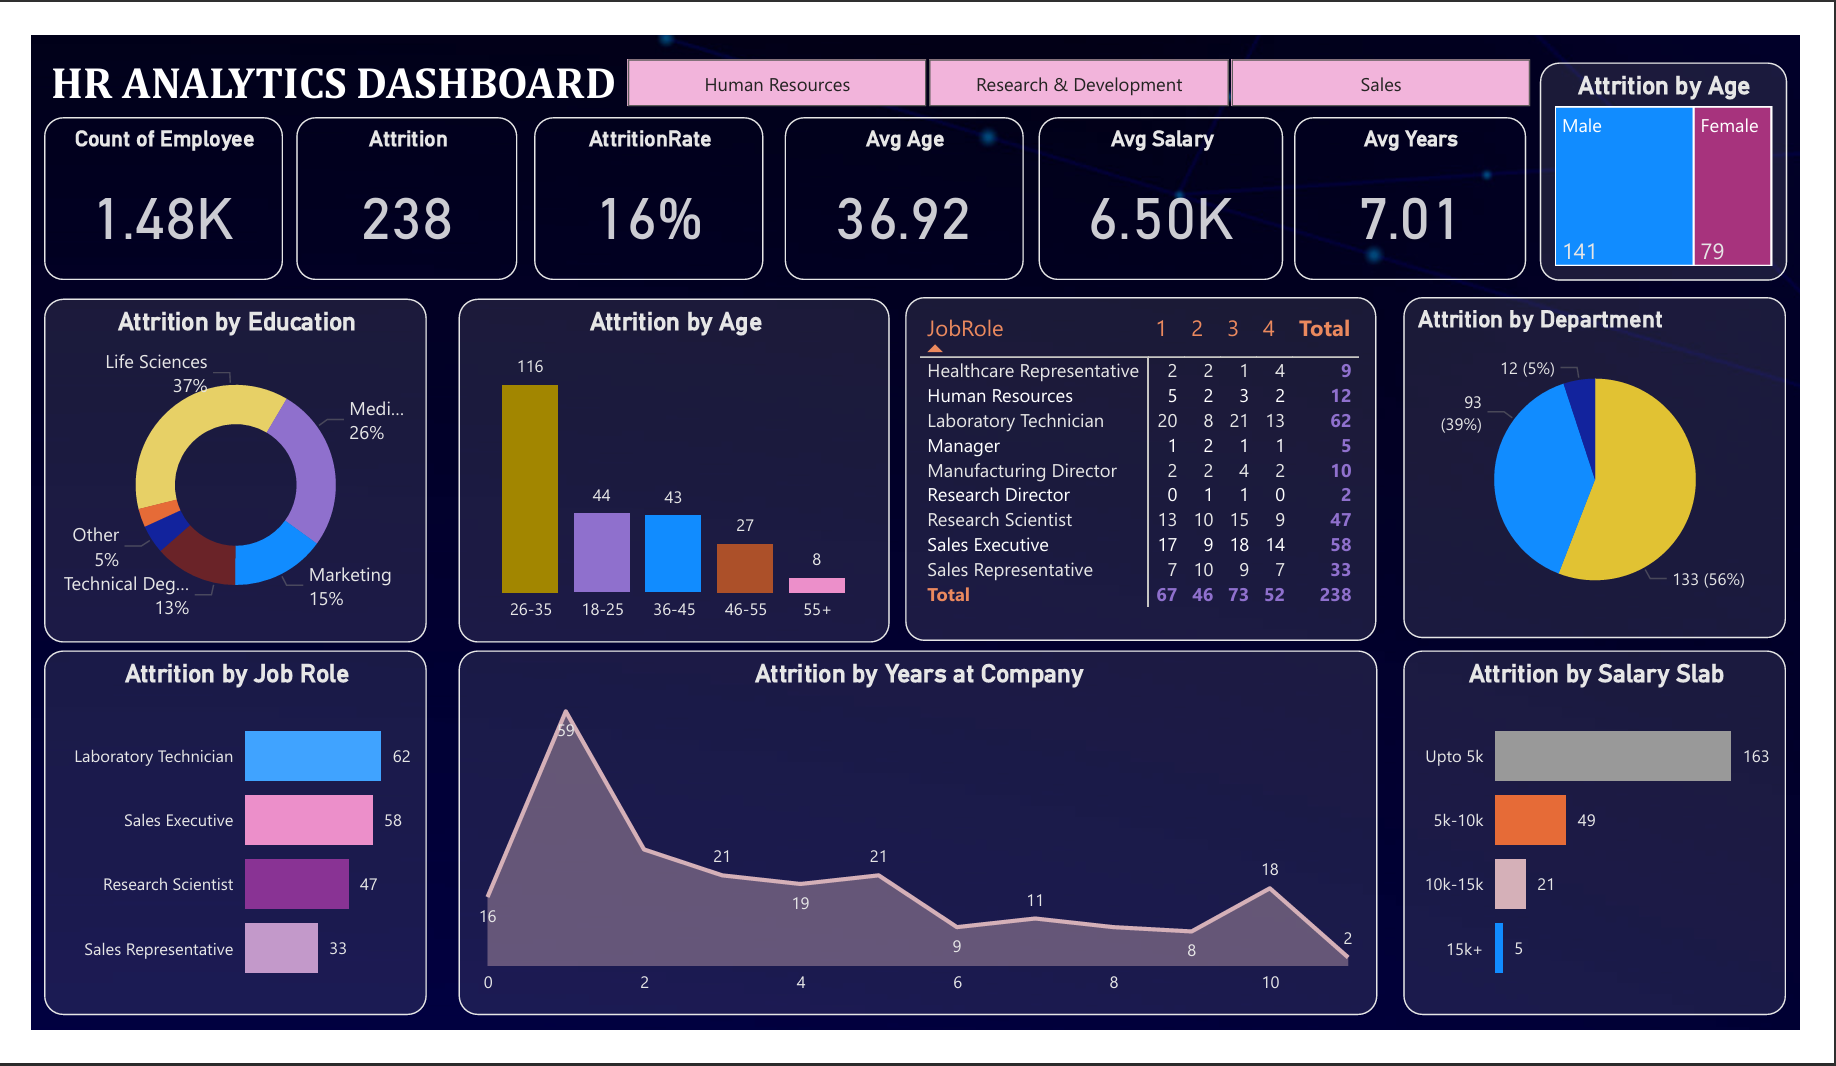 HR ANALYTICS DASHBOARD
Human Resources
Research & Development
Sales
Attrition by Age
Male
Female
141
79
Count of Employee
1.48K
Attrition
238
AttritionRate
16%
Avg Age
36.92
Avg Salary
6.50K
Avg Years
7.01
Attrition by Education
Life Sciences
37%
Medi...
26%
Other
5%
Technical Deg...
13%
Marketing
15%
Attrition by Age
116
44
43
27
8
26-35
18-25
36-45
46-55
55+
JobRole 1 2 3 4 Total
Healthcare Representative 2 2 1 4 9
Human Resources 5 2 3 2 12
Laboratory Technician 20 8 21 13 62
Manager 1 2 1 1 5
Manufacturing Director 2 2 4 2 10
Research Director 0 1 1 0 2
Research Scientist 13 10 15 9 47
Sales Executive 17 9 18 14 58
Sales Representative 7 10 9 7 33
Total 67 46 73 52 238
Attrition by Department
12 (5%)
93
(39%)
133 (56%)
Attrition by Job Role
Laboratory Technician 62
Sales Executive 58
Research Scientist 47
Sales Representative 33
Attrition by Years at Company
59
16
21
19
21
9
11
8
18
2
0 2 4 6 8 10
Attrition by Salary Slab
Upto 5k 163
5k-10k 49
10k-15k 21
15k+ 5